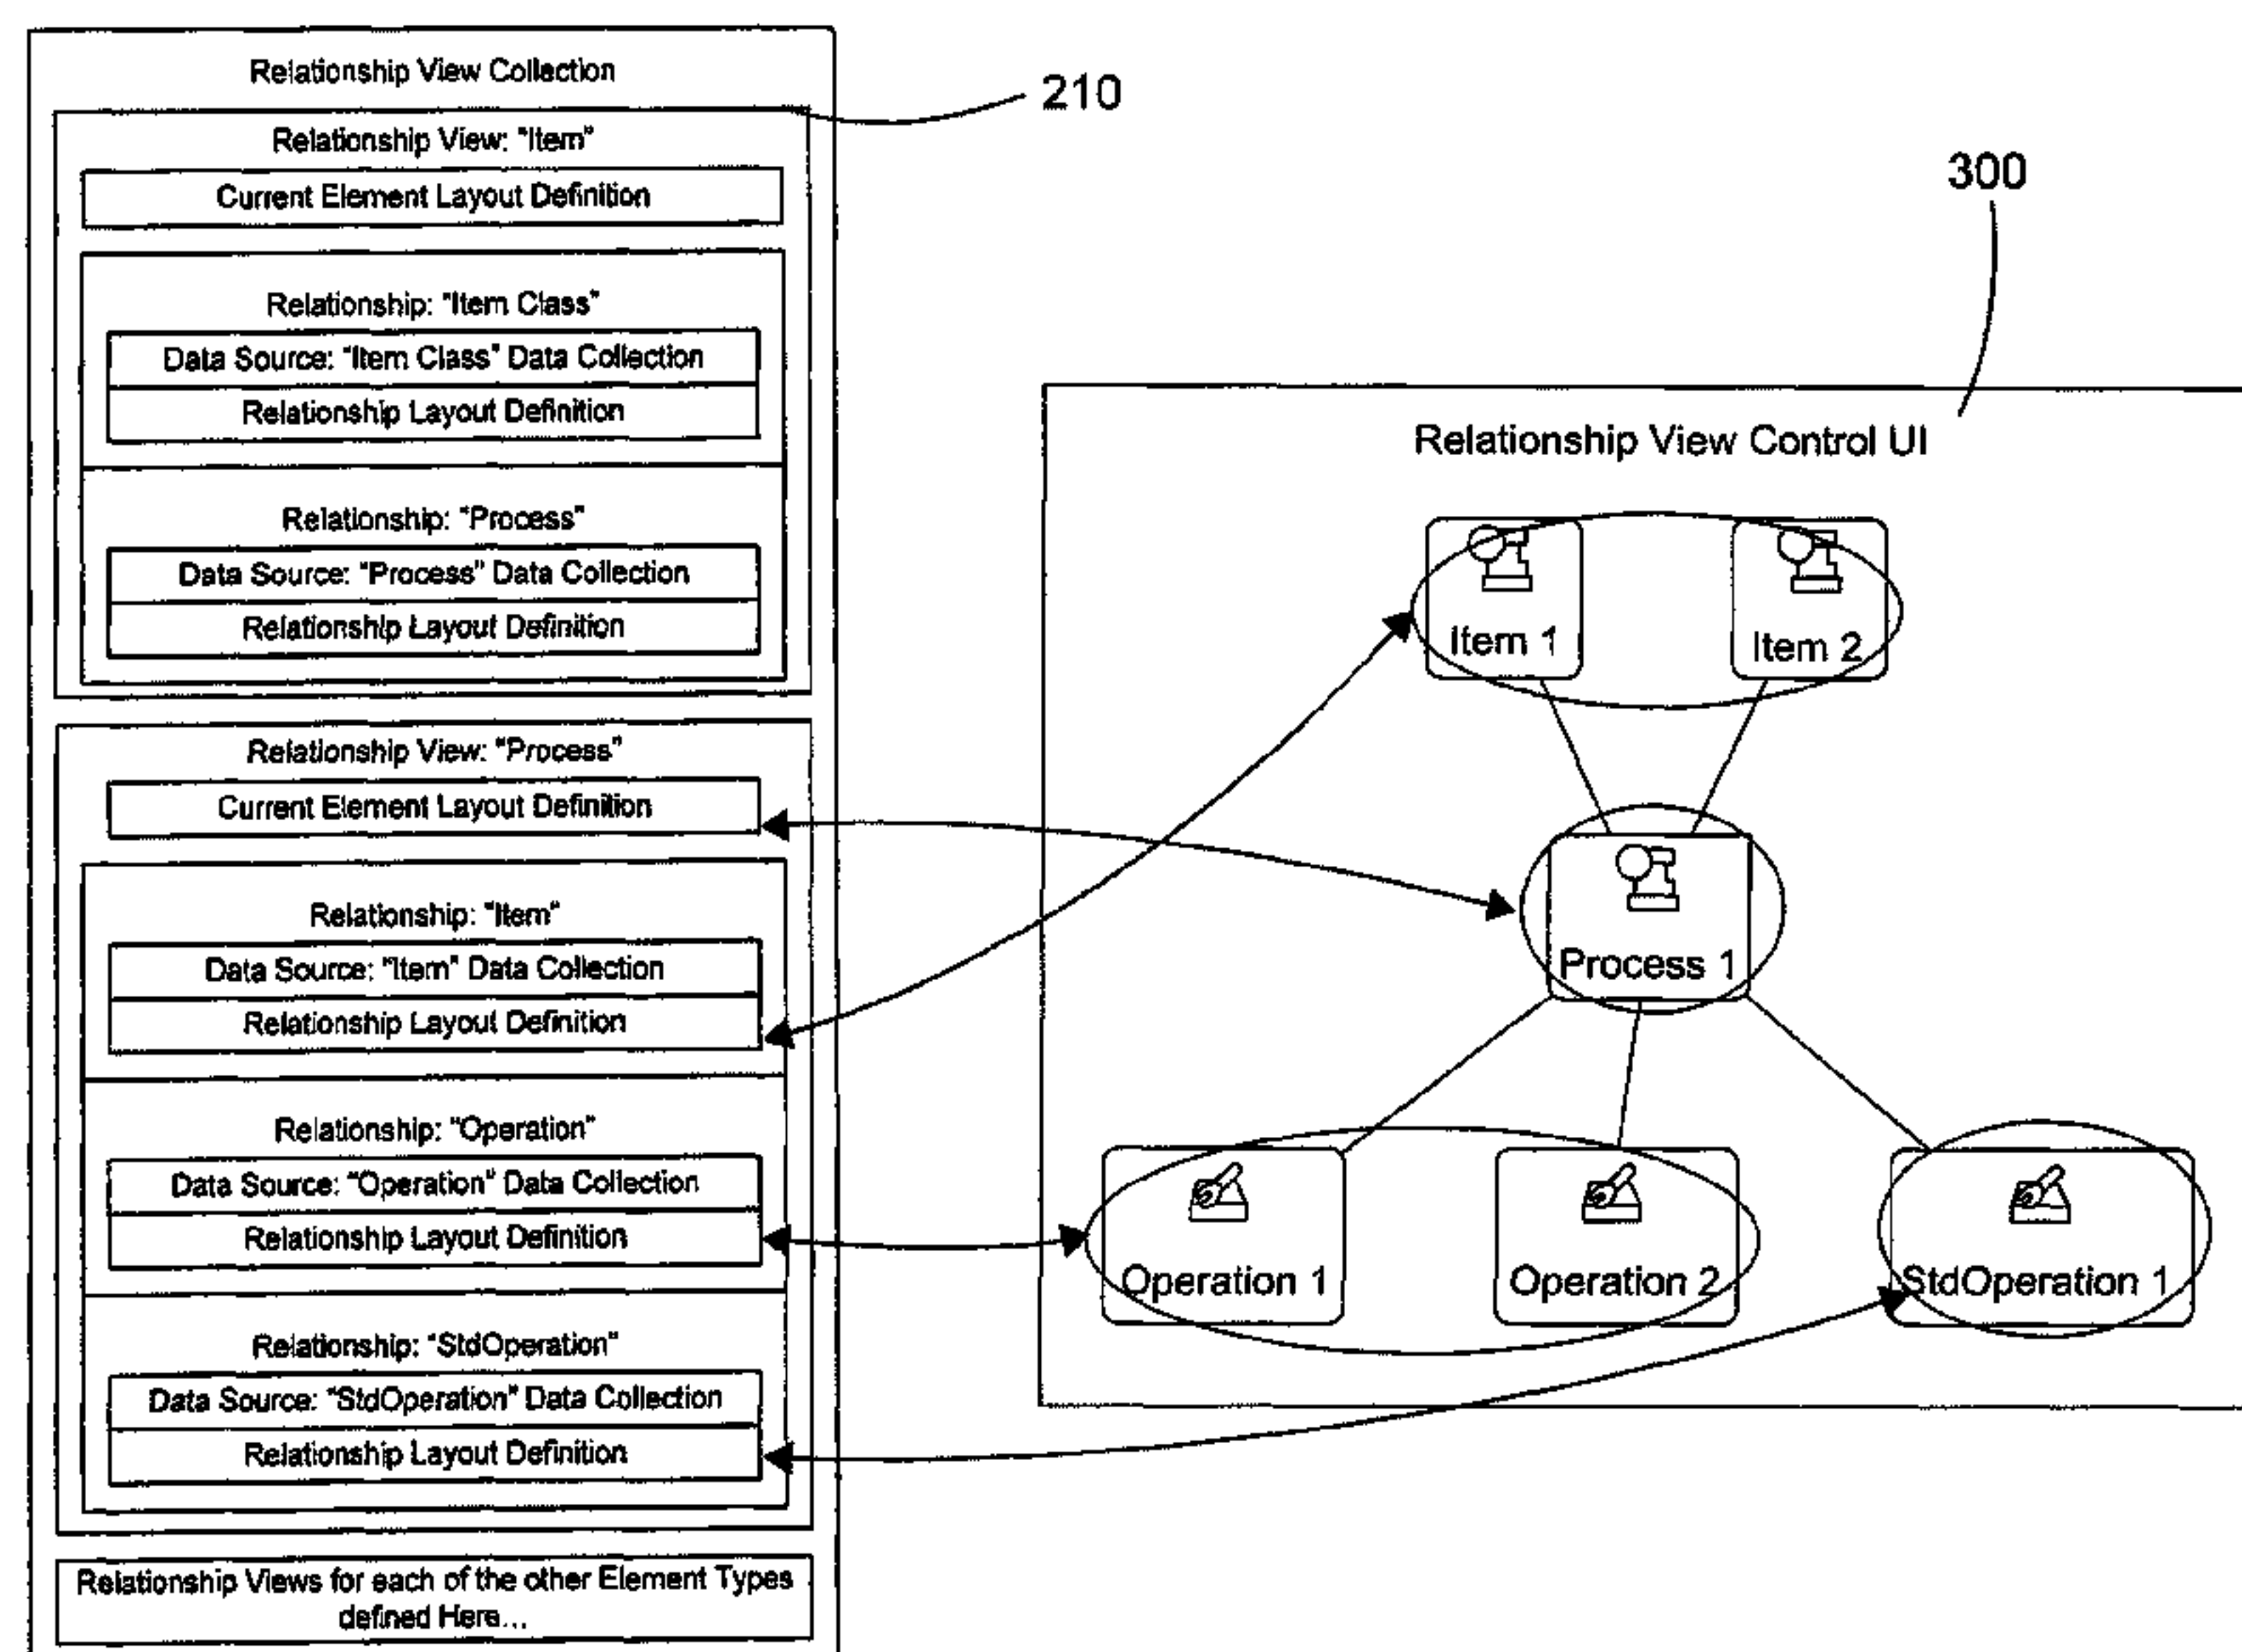 Relationship View Collection
210
Relationship View: "Item"
Current Element Layout Definition
Relationship: "Item Class"
Data Source: "Item Class" Data Collection
Relationship Layout Definition
Relationship: "Process"
Data Source: "Process" Data Collection
Relationship Layout Definition
Relationship View: "Process"
Current Element Layout Definition
Relationship: "Item"
Data Source: "Item" Data Collection
Relationship Layout Definition
Relationship: "Operation"
Data Source: "Operation" Data Collection
Relationship Layout Definition
Relationship: "StdOperation"
Data Source: "StdOperation" Data Collection
Relationship Layout Definition
Relationship Views for each of the other Element Types
defined Here...
300
Relationship View Control UI
Item 1
Item 2
Process 1
Operation 1
Operation 2
StdOperation 1